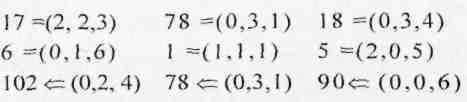 17 =(2, 2,3) 78 =(0,3,1) 18 =(0,3,4)
6 =(0,1,6) 1 =(1,1,1) 5 =(2,0,5)
102 ⇐ (0,2, 4) 78 ⇐ (0,3,1) 90⇐ (0,0,6)